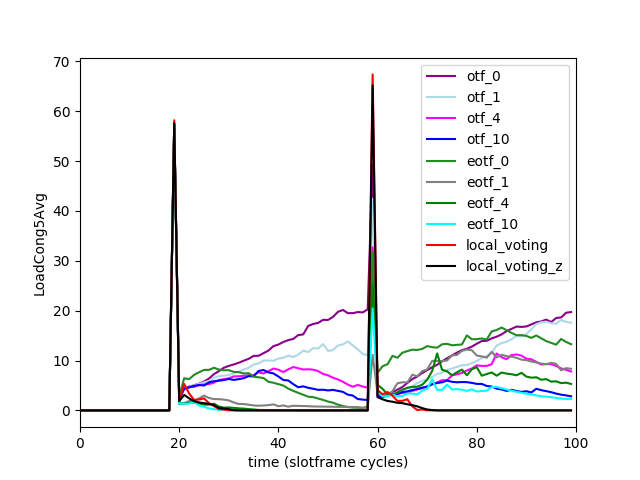 70
60
50
40
30
20
10
0
LoadCong5Avg
0 20 40 60 80 100
time (slotframe cycles)
otf_0
otf_1
otf_4
otf_10
eotf_0
eotf_1
eotf_4
eotf_10
local_voting
local_voting_z